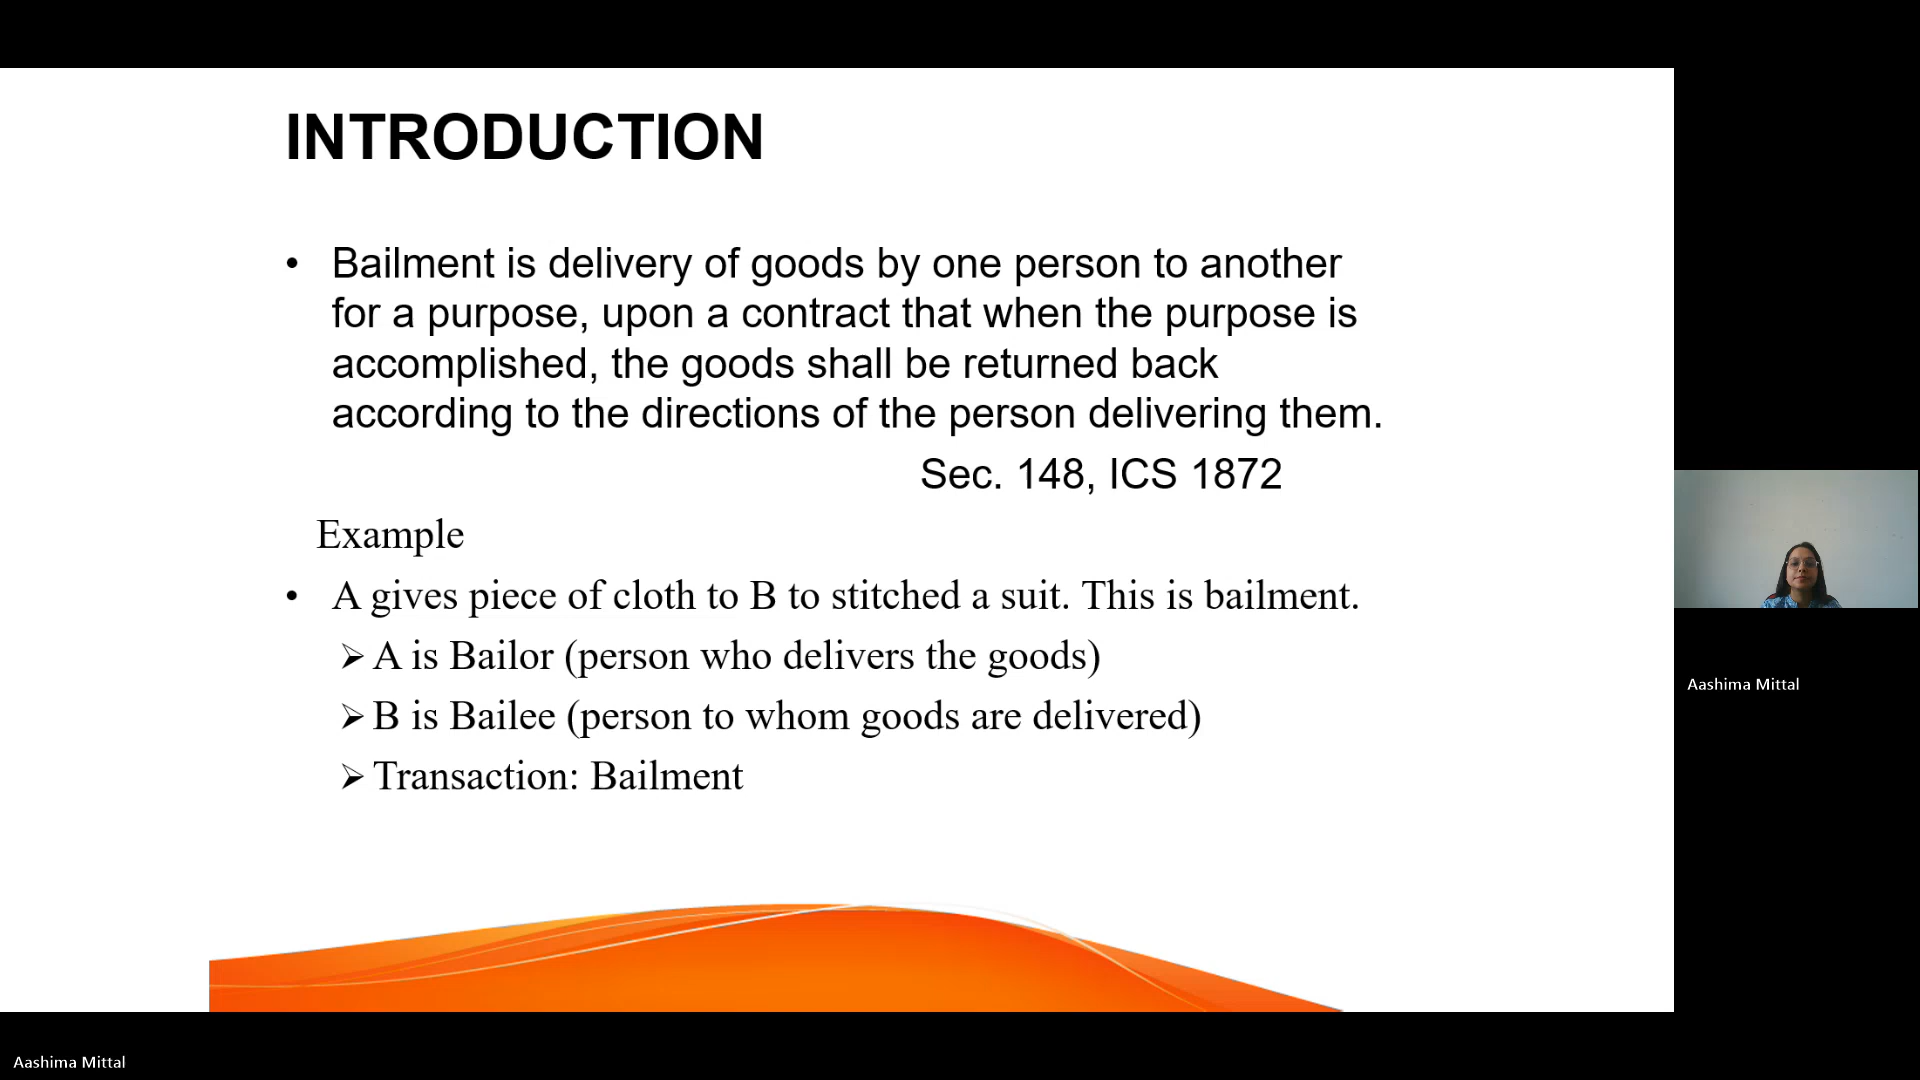 INTRODUCTION
• Bailment is delivery of goods by one person to another
for a purpose, upon a contract that when the purpose is
accomplished, the goods shall be returned back
according to the directions of the person delivering them.
Sec. 148, ICS 1872
Example
• A gives piece of cloth to B to stitched a suit. This is bailment.
➢ A is Bailor (person who delivers the goods)
➢ B is Bailee (person to whom goods are delivered)
➢ Transaction: Bailment
Aashima Mittal
Aashima Mittal